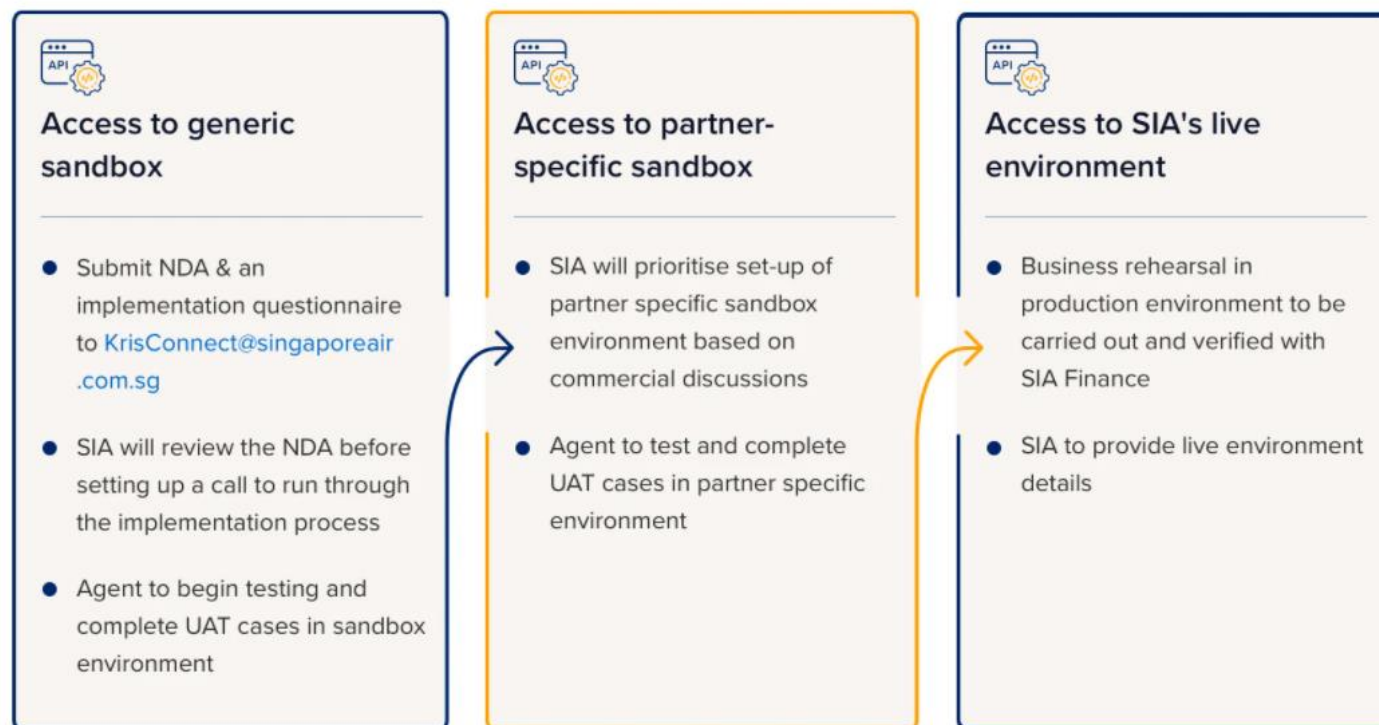 API
</>
Access to generic
sandbox
Submit NDA & an
implementation questionnaire
to KrisConnect@singaporeair
.com.sg
SIA will review the NDA before
setting up a call to run through
the implementation process
Agent to begin testing and
complete UAT cases in sandbox
environment
API
</>
Access to partner-
specific sandbox
SIA will prioritise set-up of
partner specific sandbox
environment based on
commercial discussions
Agent to test and complete
UAT cases in partner specific
environment
API
</>
Access to SIA's live
environment
Business rehearsal in
production environment to be
carried out and verified with
SIA Finance
SIA to provide live environment
details